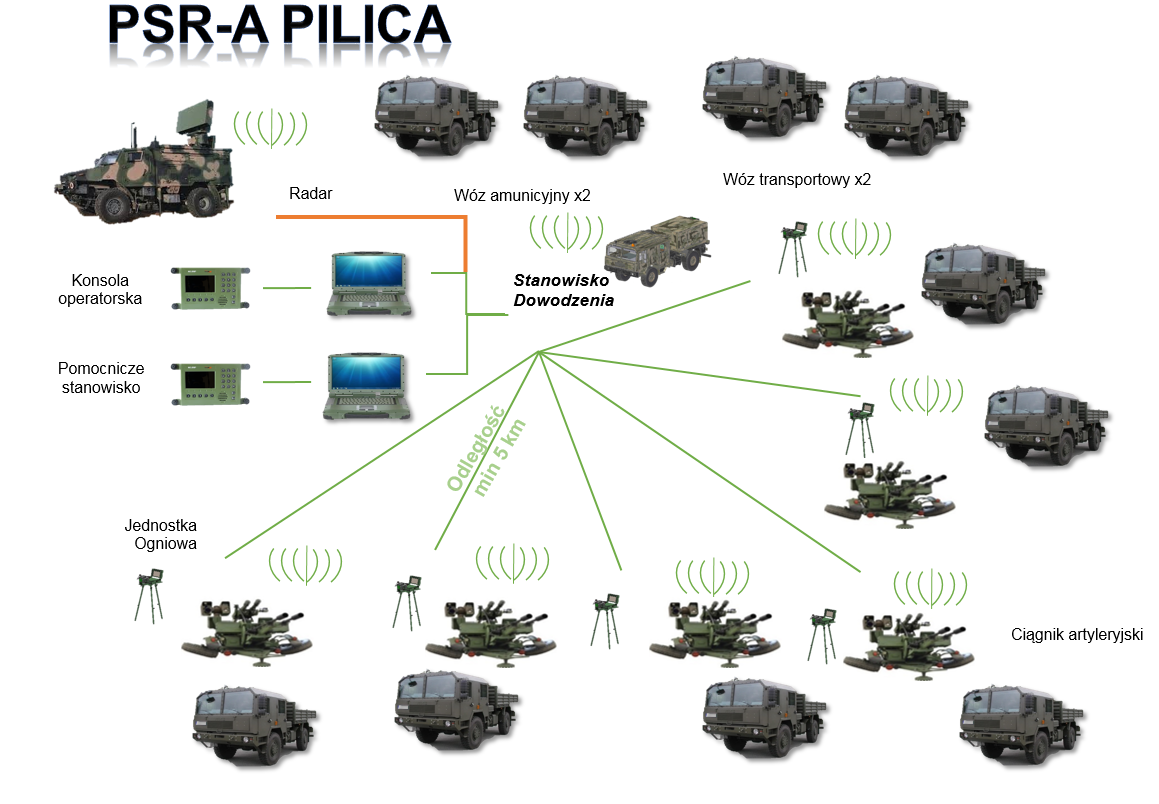 PSR-A PILICA
Radar
Wóz amunicyjny x2
Wóz transportowy x2
Konsola
operatorska
Stanowisko
Dowodzenia
Pomocnicze
stanowisko
Odległość
min 5 km
Jednostka
Ogniowa
Ciągnik artyleryjski